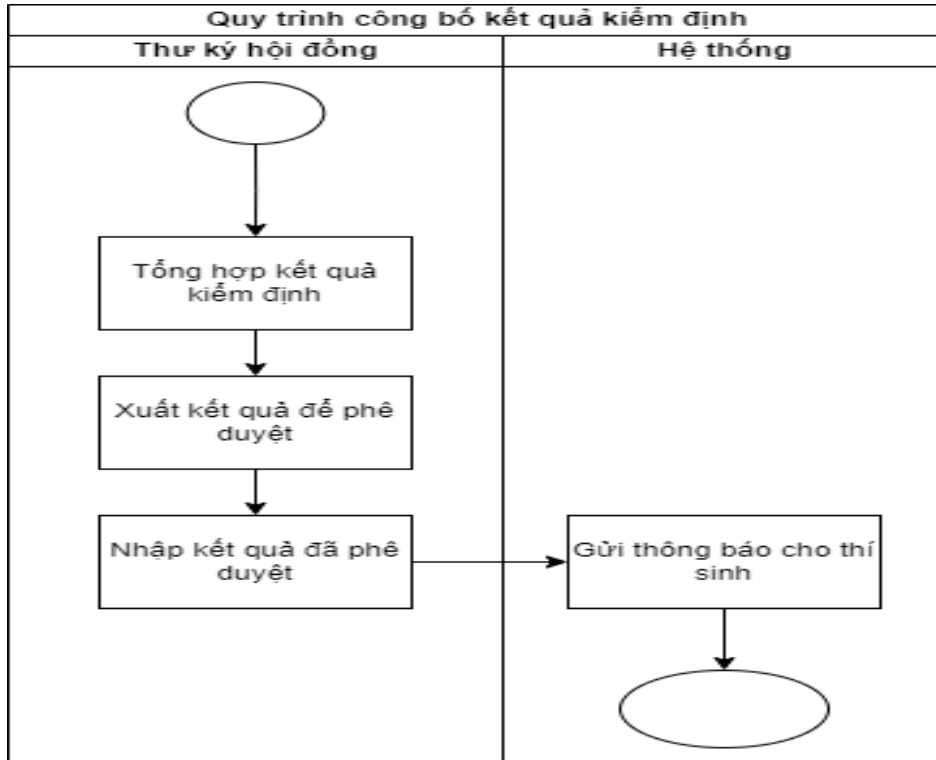 Quy trình công bố kết quả kiểm định
Thư ký hội đồng
Hệ thống
Tổng hợp kết quả
kiểm định
Xuất kết quả để phê
duyệt
Nhập kết quả đã phê
duyệt
Gửi thông báo cho thí
sinh